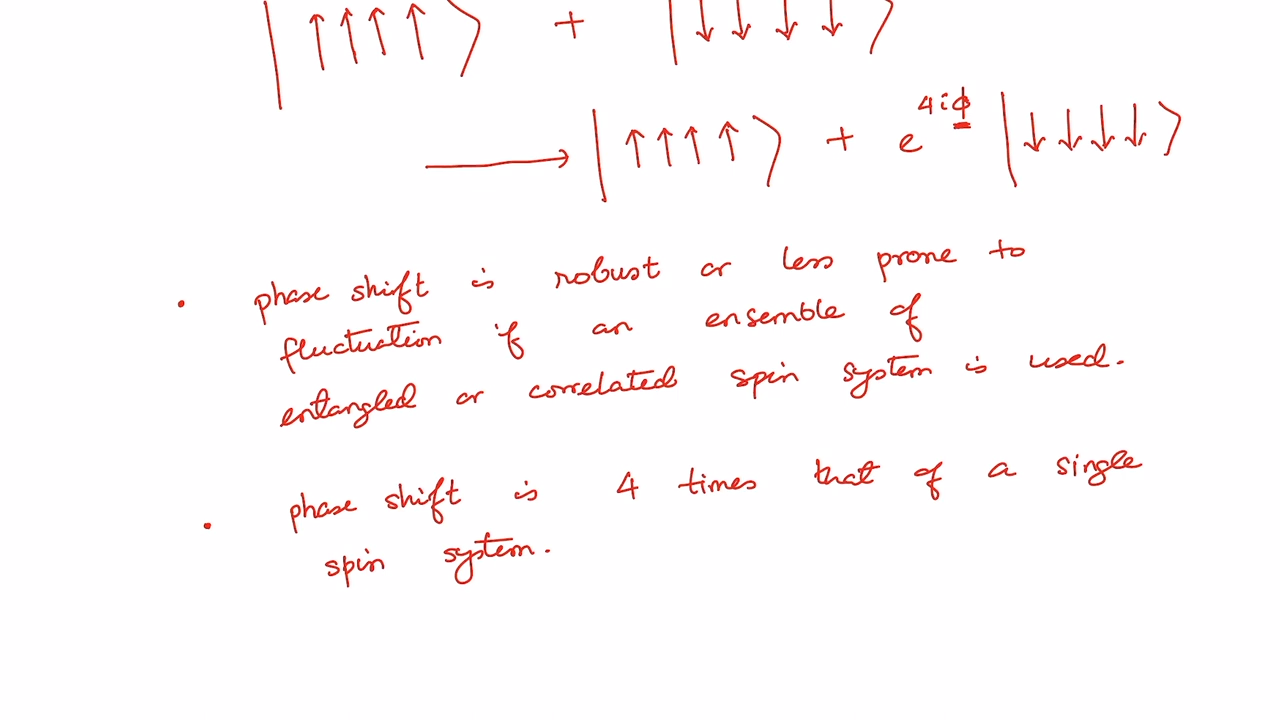 |↑↑↑↑⟩ + |↓↓↓↓⟩
⟶ |↑↑↑↑⟩ + e^{4iϕ} |↓↓↓↓⟩
• phase shift is robust or less prone to
fluctuation if an ensemble of
entangled or correlated spin system is used.
• phase shift is 4 times that of a single
spin system.